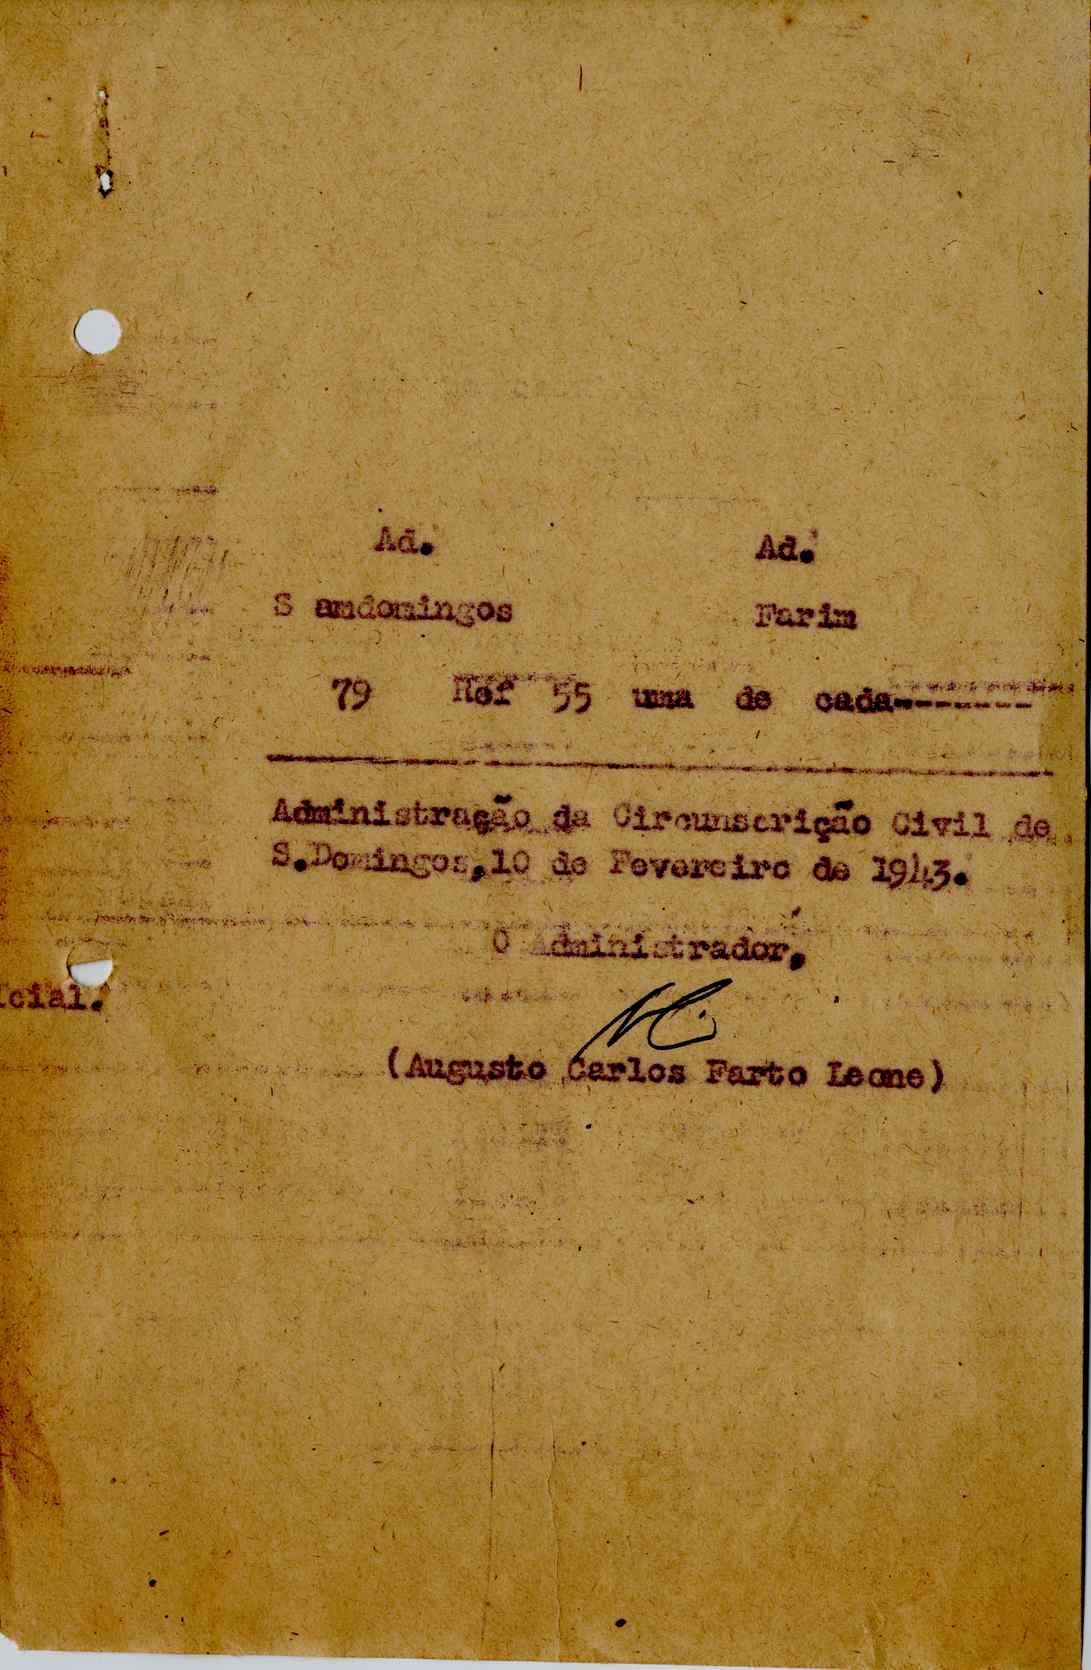 Ad. Ad.
S amdomingos Farim
79 Ref 55 uma de cada--------
Administração da Circunscrição Civil de
S.Domingos,10 de Fevereiro de 1943.
O Administrador,
icial.
(Augusto Carlos Farto Leone)